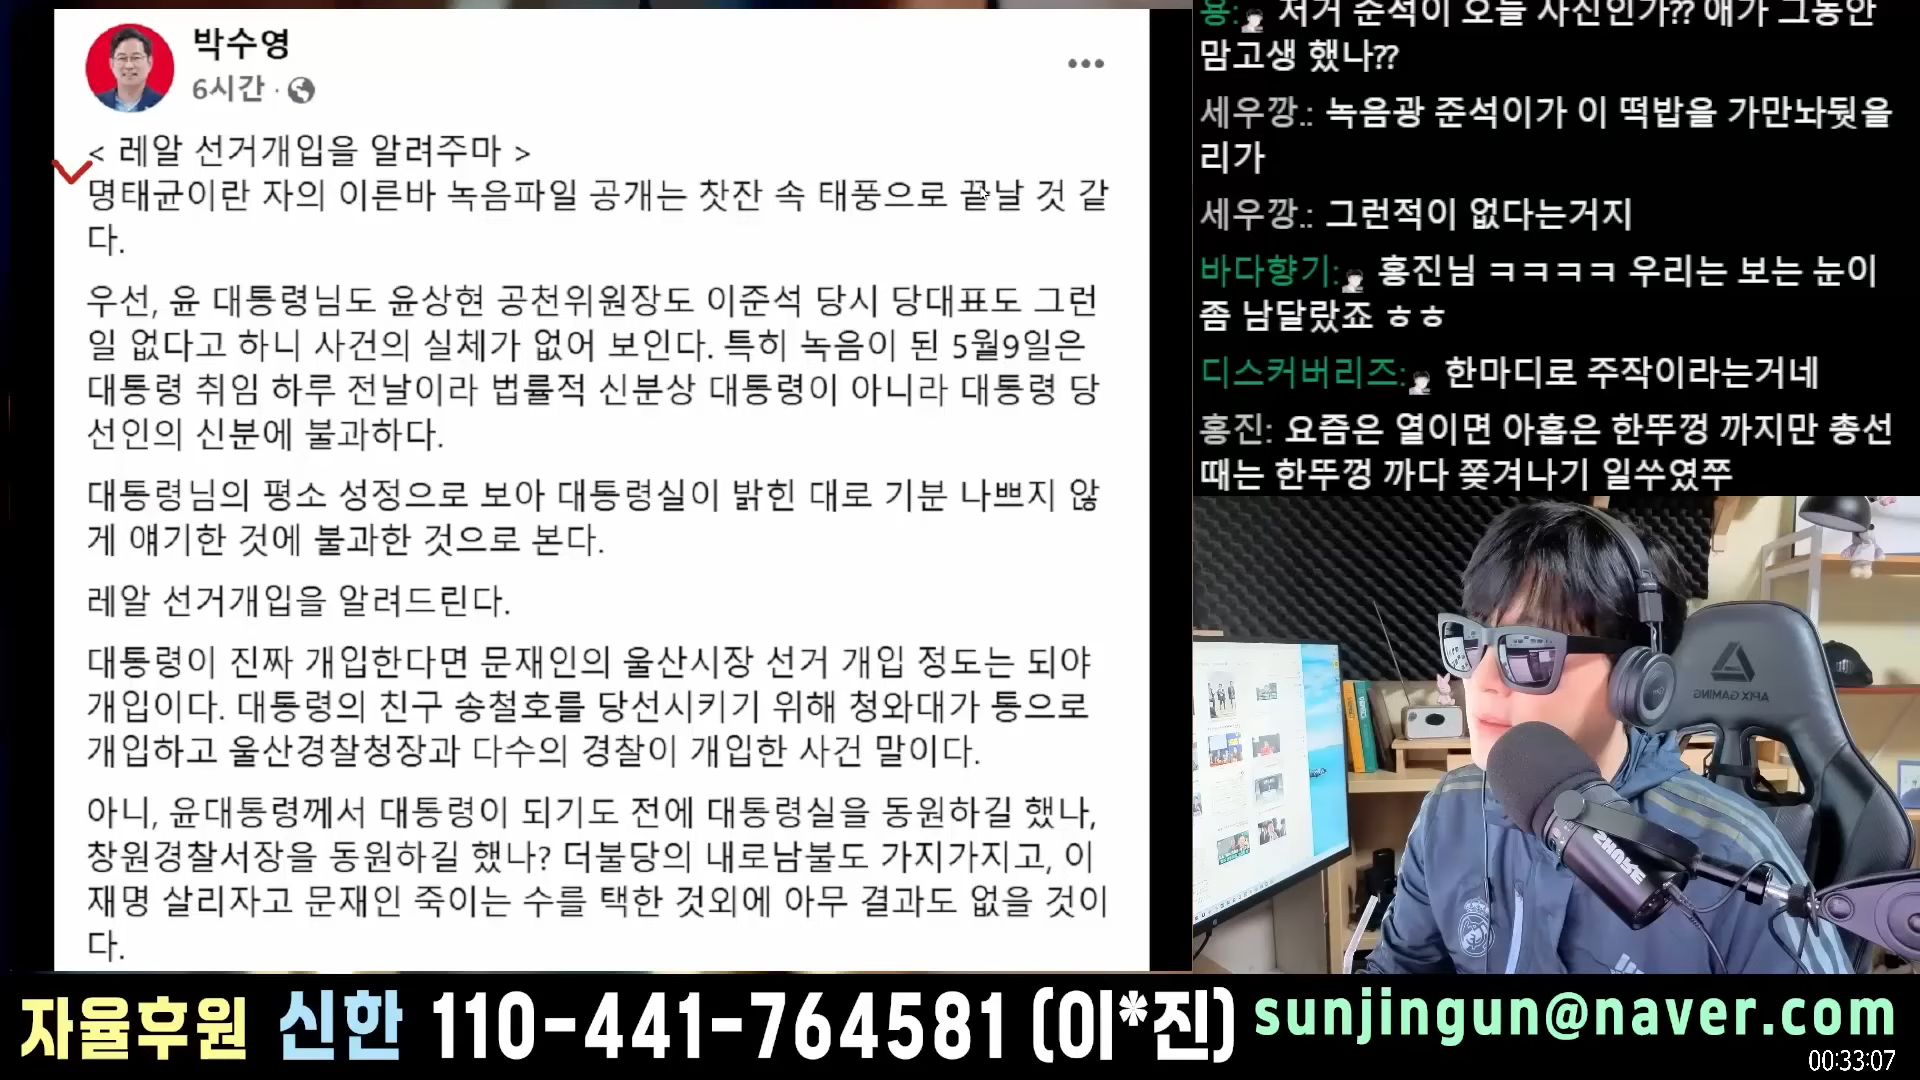 박수영
6시간 ·
< 레알 선거개입을 알려주마 >
명태균이란 자의 이른바 녹음파일 공개는 찻잔 속 태풍으로 끝날 것 같
다.
우선, 윤 대통령님도 윤상현 공천위원장도 이준석 당시 당대표도 그런
일 없다고 하니 사건의 실체가 없어 보인다. 특히 녹음이 된 5월9일은
대통령 취임 하루 전날이라 법률적 신분상 대통령이 아니라 대통령 당
선인의 신분에 불과하다.
대통령님의 평소 성정으로 보아 대통령실이 밝힌 대로 기분 나쁘지 않
게 얘기한 것에 불과한 것으로 본다.
레알 선거개입을 알려드린다.
대통령이 진짜 개입한다면 문재인의 울산시장 선거 개입 정도는 되야
개입이다. 대통령의 친구 송철호를 당선시키기 위해 청와대가 통으로
개입하고 울산경찰청장과 다수의 경찰이 개입한 사건 말이다.
아니, 윤대통령께서 대통령이 되기도 전에 대통령실을 동원하길 했나,
창원경찰서장을 동원하길 했나? 더불당의 내로남불도 가지가지고, 이
재명 살리자고 문재인 죽이는 수를 택한 것외에 아무 결과도 없을 것이
다.
용: 저거 준석이 오늘 사진인가?? 애가 그동안
맘고생 했나??
세우깡.: 녹음광 준석이가 이 떡밥을 가만놔뒷을
리가
세우깡.: 그런적이 없다는거지
바다향기: 홍진님 ㅋㅋㅋㅋ 우리는 보는 눈이
좀 남달랐죠 ㅎㅎ
디스커버리즈: 한마디로 주작이라는거네
홍진: 요즘은 열이면 아홉은 한뚜껑 까지만 총선
때는 한뚜껑 까다 쫒겨나기 일쑤였쭈
APIX GAMING
MAONO
자율후원 신한 110-441-764581 (이*진) sunjingun@naver.com
00:33:07